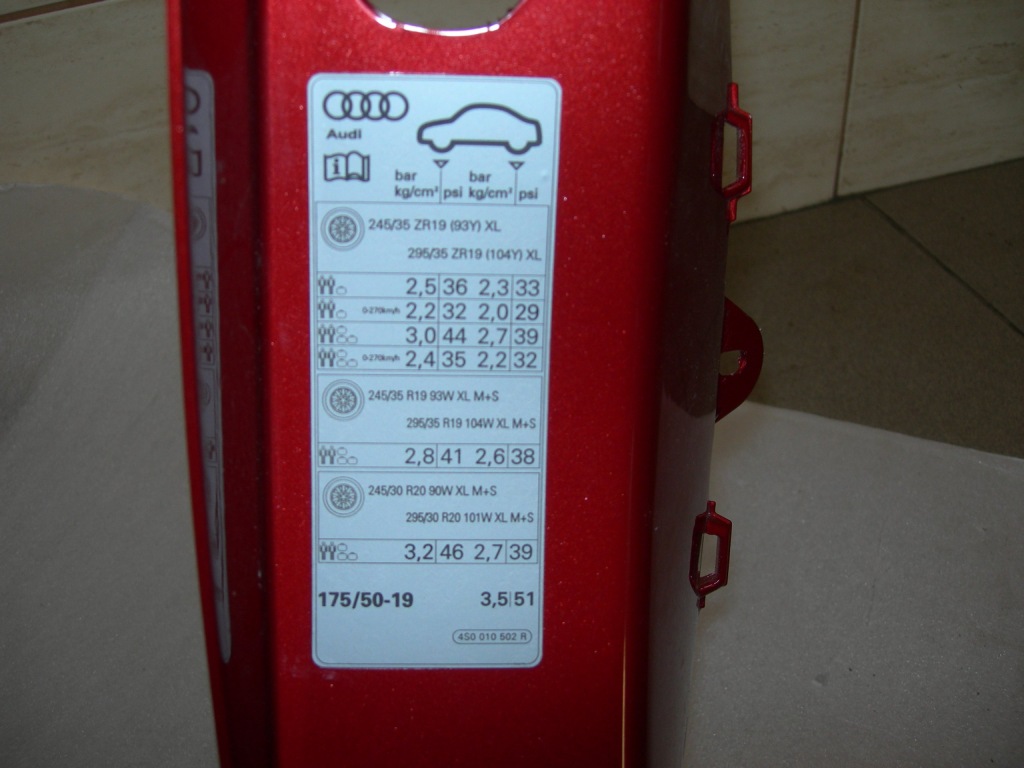 Audi
i
bar bar
kg/cm² psi kg/cm² psi
245/35 ZR19 (93Y) XL
295/35 ZR19 (104Y) XL
2,5 36 2,3 33
0-270km/h 2,2 32 2,0 29
3,0 44 2,7 39
0-270km/h 2,4 35 2,2 32
245/35 R19 93W XL M+S
295/35 R19 104W XL M+S
2,8 41 2,6 38
245/30 R20 90W XL M+S
295/30 R20 101W XL M+S
3,2 46 2,7 39
175/50-19 3,5 51
4S0 010 502 R